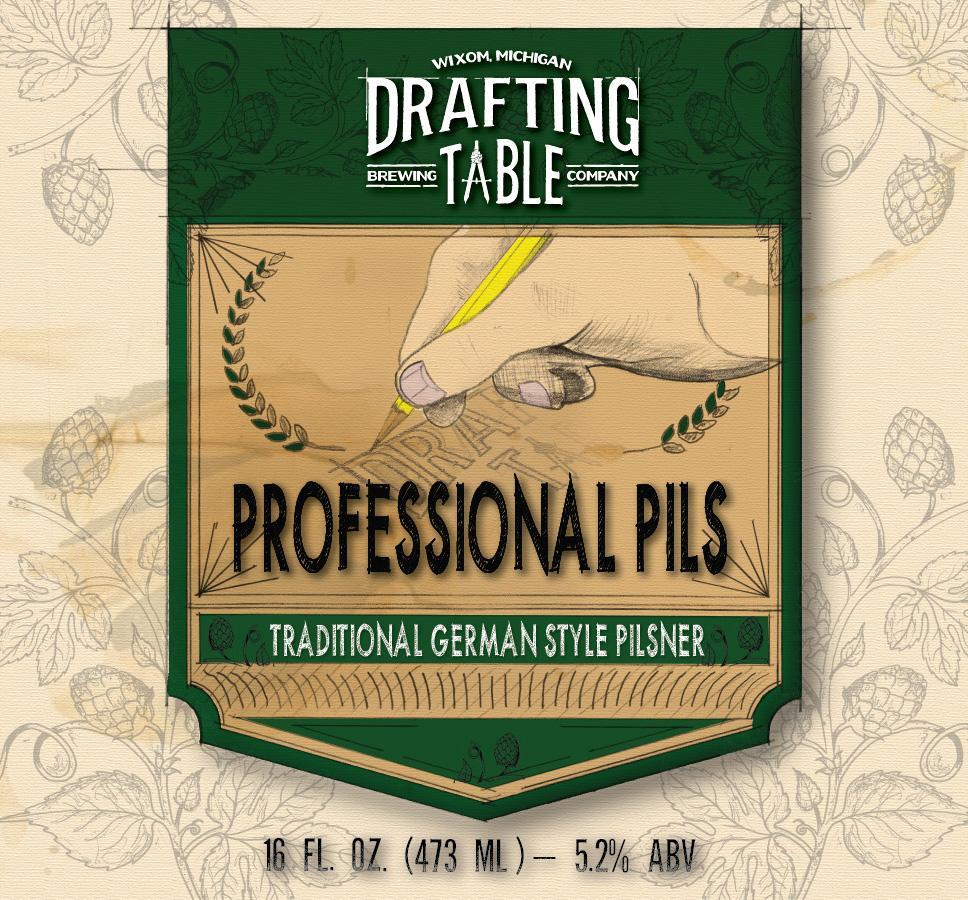 WIXOM, MICHIGAN
DRAFTING
BREWING TABLE COMPANY
DRA
T
PROFESSIONAL PILS
TRADITIONAL GERMAN STYLE PILSNER
16 FL. OZ. (473 ML) — 5.2% ABV